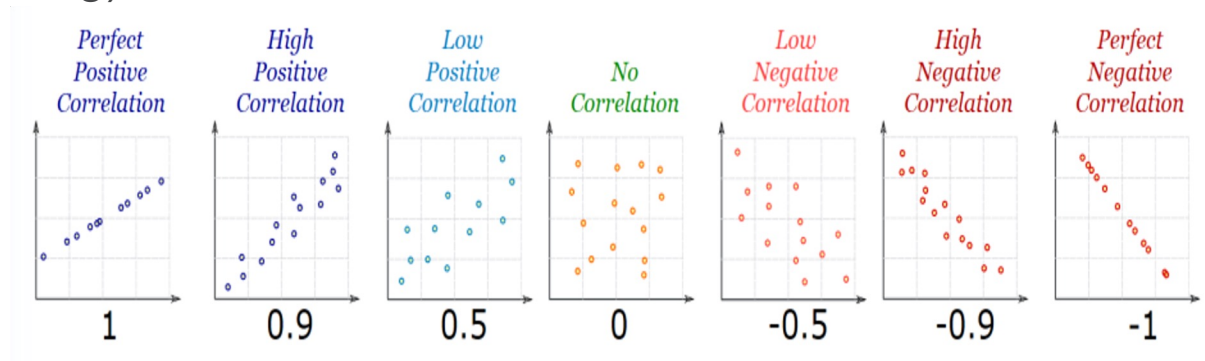 Perfect
Positive
Correlation
High
Positive
Correlation
Low
Positive
Correlation
No
Correlation
Low
Negative
Correlation
High
Negative
Correlation
Perfect
Negative
Correlation
1
0.9
0.5
0
-0.5
-0.9
-1